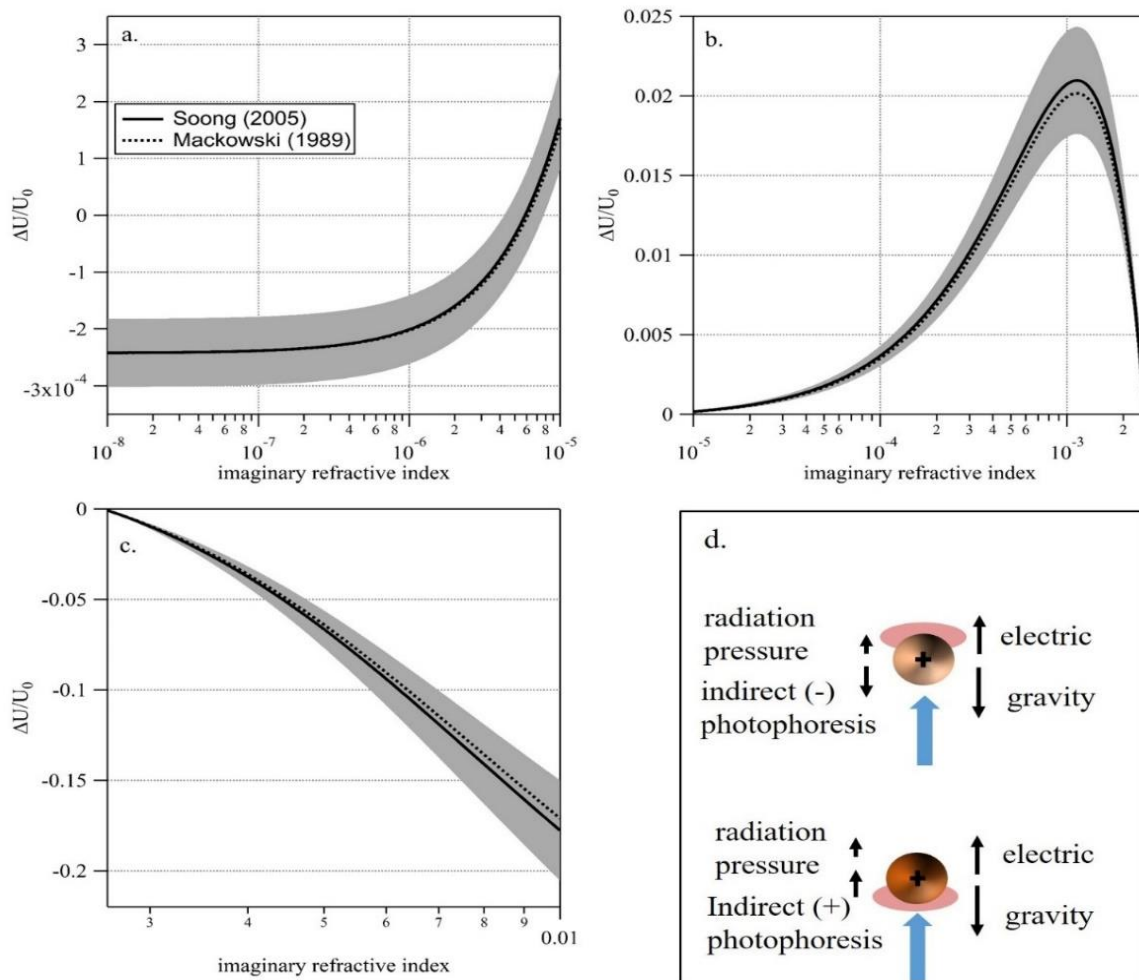 a.
3
2
1
0
-1
-2
-3x10⁻⁴
ΔU/U₀
Soong (2005)
Mackowski (1989)
10⁻⁸ 2 4 6 8 10⁻⁷ 2 4 6 8 10⁻⁶ 2 4 6 8 10⁻⁵
imaginary refractive index
b.
0.025
0.02
0.015
0.01
0.005
0
ΔU/U₀
10⁻⁵ 2 3 4 5 6 10⁻⁴ 2 3 4 5 6 10⁻³ 2
imaginary refractive index
c.
0
-0.05
-0.1
-0.15
-0.2
ΔU/U₀
3 4 5 6 7 8 9 0.01
imaginary refractive index
d.
radiation
pressure
electric
indirect (-)
photophoresis
gravity
+
radiation
pressure
electric
Indirect (+)
photophoresis
gravity
+